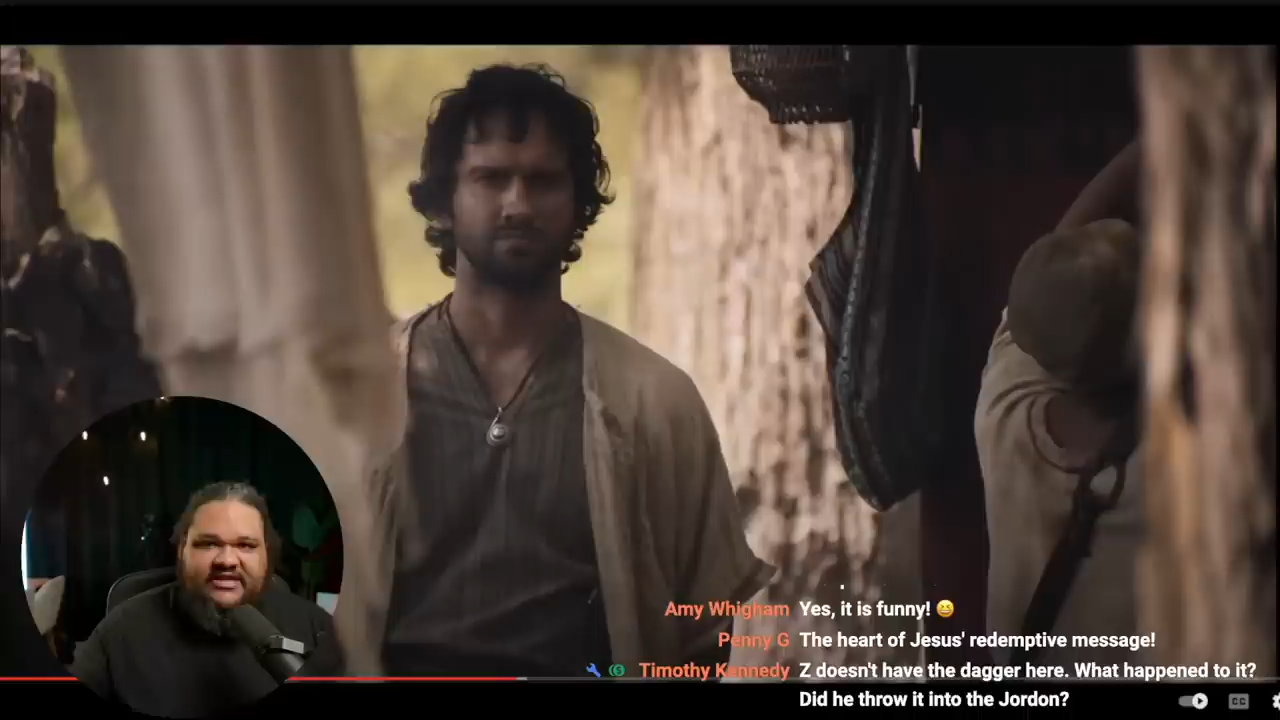 Amy Whigham Yes, it is funny! 😆
Penny G The heart of Jesus' redemptive message!
Timothy Kennedy Z doesn't have the dagger here. What happened to it?
Did he throw it into the Jordon?
CC